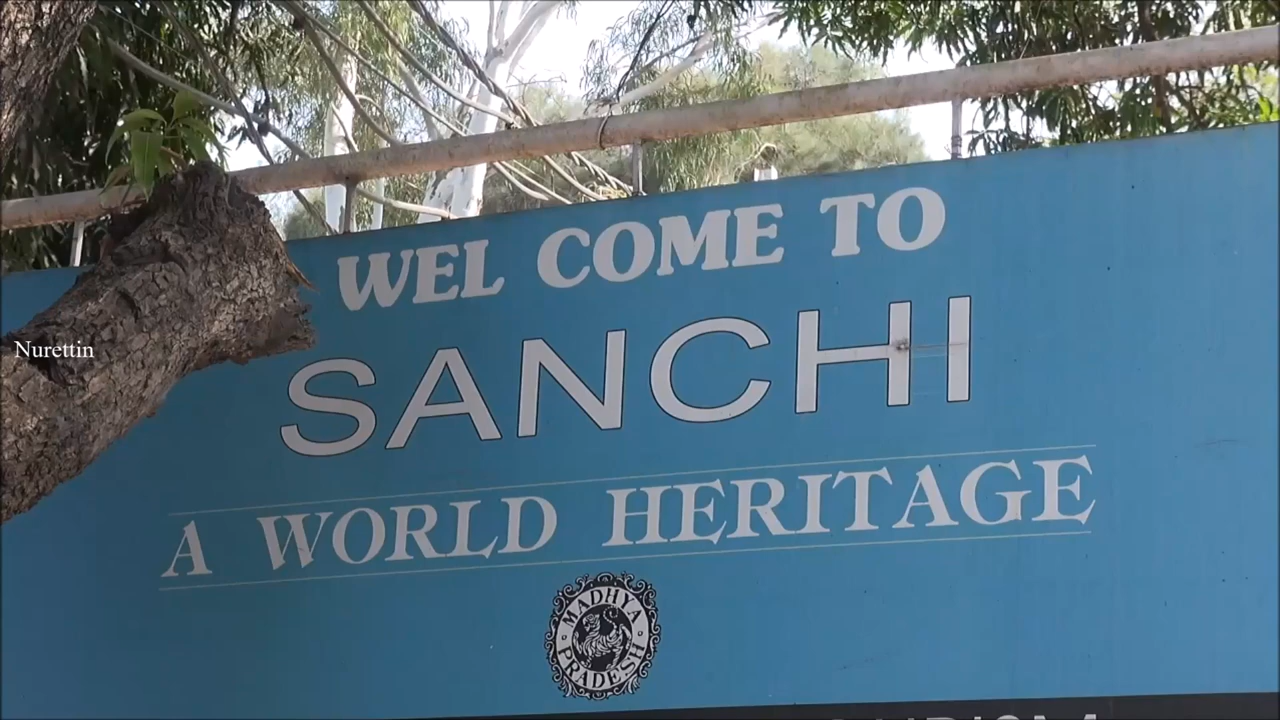 WEL COME TO
SANCHI
Nurettin
A WORLD HERITAGE
MADHYA
PRADESH